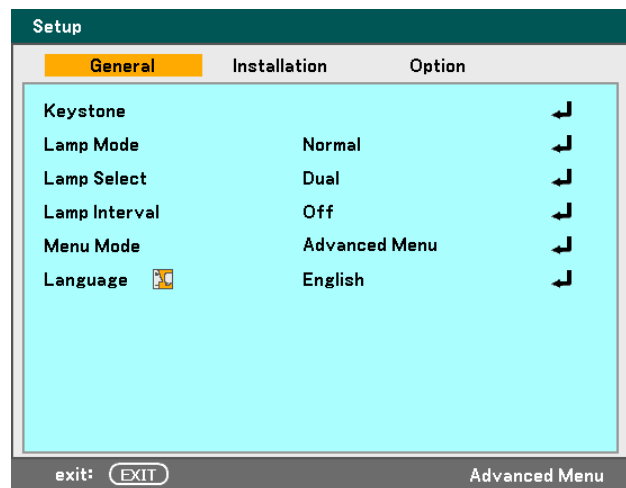 Setup
General Installation Option
Keystone
Lamp Mode Normal
Lamp Select Dual
Lamp Interval Off
Menu Mode Advanced Menu
Language English
exit: EXIT Advanced Menu